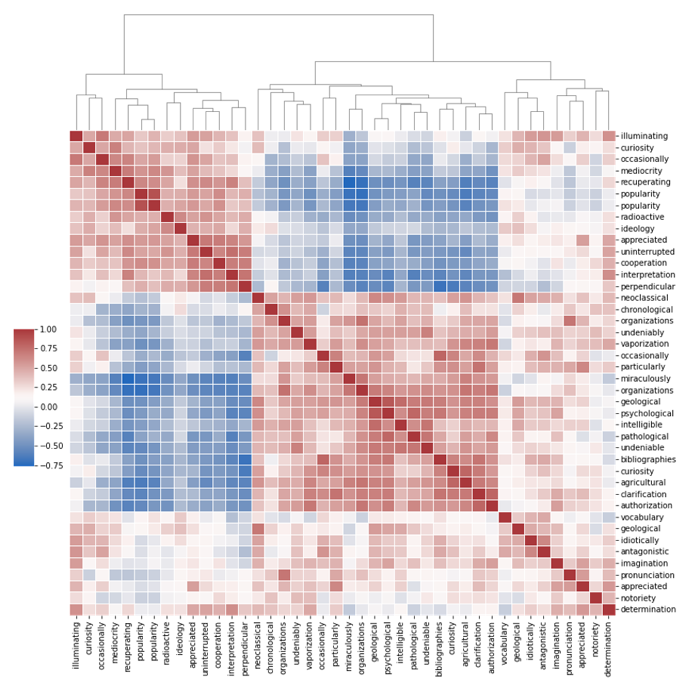 illuminating
curiosity
occasionally
mediocrity
recuperating
popularity
popularity
radioactive
ideology
appreciated
uninterrupted
cooperation
interpretation
perpendicular
neoclassical
chronological
organizations
undeniably
vaporization
occasionally
particularly
miraculously
organizations
geological
psychological
intelligible
pathological
undeniable
bibliographies
curiosity
agricultural
clarification
authorization
vocabulary
geological
idiotically
antagonistic
imagination
pronunciation
appreciated
notoriety
determination
1.00
0.75
0.50
0.25
0.00
−0.25
−0.50
−0.75
illuminating
curiosity
occasionally
mediocrity
recuperating
popularity
popularity
radioactive
ideology
appreciated
uninterrupted
cooperation
interpretation
perpendicular
neoclassical
chronological
organizations
undeniably
vaporization
occasionally
particularly
miraculously
organizations
geological
psychological
intelligible
pathological
undeniable
bibliographies
curiosity
agricultural
clarification
authorization
vocabulary
geological
idiotically
antagonistic
imagination
pronunciation
appreciated
notoriety
determination